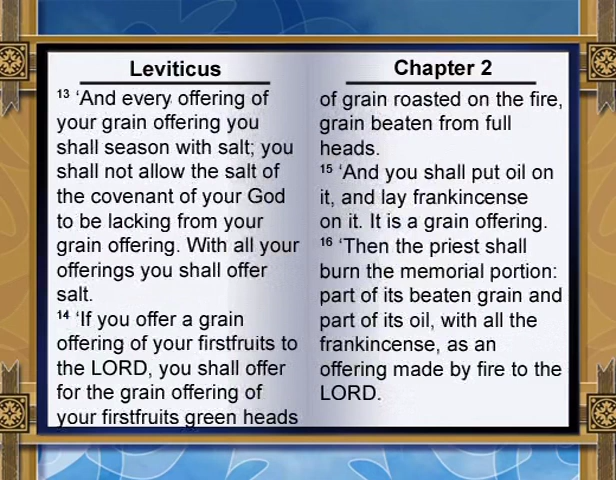 Leviticus
13 ‘And every offering of
your grain offering you
shall season with salt; you
shall not allow the salt of
the covenant of your God
to be lacking from your
grain offering. With all your
offerings you shall offer
salt.
14 ‘If you offer a grain
offering of your firstfruits to
the LORD, you shall offer
for the grain offering of
your firstfruits green heads
Chapter 2
of grain roasted on the fire,
grain beaten from full
heads.
15 ‘And you shall put oil on
it, and lay frankincense
on it. It is a grain offering.
16 ‘Then the priest shall
burn the memorial portion:
part of its beaten grain and
part of its oil, with all the
frankincense, as an
offering made by fire to the
LORD.